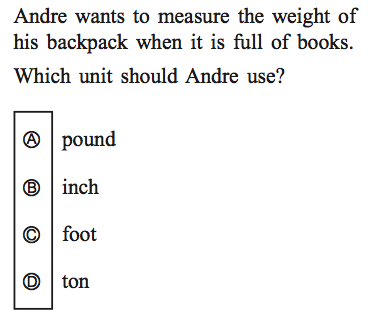 Andre wants to measure the weight of
his backpack when it is full of books.
Which unit should Andre use?
Ⓐ pound
Ⓑ inch
Ⓒ foot
Ⓓ ton